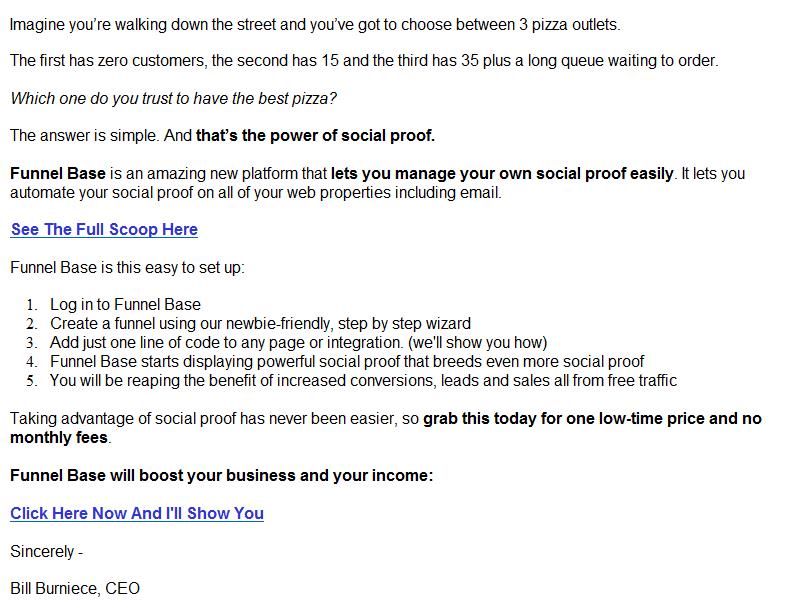 Imagine you're walking down the street and you've got to choose between 3 pizza outlets.
The first has zero customers, the second has 15 and the third has 35 plus a long queue waiting to order.
Which one do you trust to have the best pizza?
The answer is simple. And that's the power of social proof.
Funnel Base is an amazing new platform that lets you manage your own social proof easily. It lets you
automate your social proof on all of your web properties including email.
See The Full Scoop Here
Funnel Base is this easy to set up:
1. Log in to Funnel Base
2. Create a funnel using our newbie-friendly, step by step wizard
3. Add just one line of code to any page or integration. (we'll show you how)
4. Funnel Base starts displaying powerful social proof that breeds even more social proof
5. You will be reaping the benefit of increased conversions, leads and sales all from free traffic
Taking advantage of social proof has never been easier, so grab this today for one low-time price and no
monthly fees.
Funnel Base will boost your business and your income:
Click Here Now And I'll Show You
Sincerely -
Bill Burniece, CEO